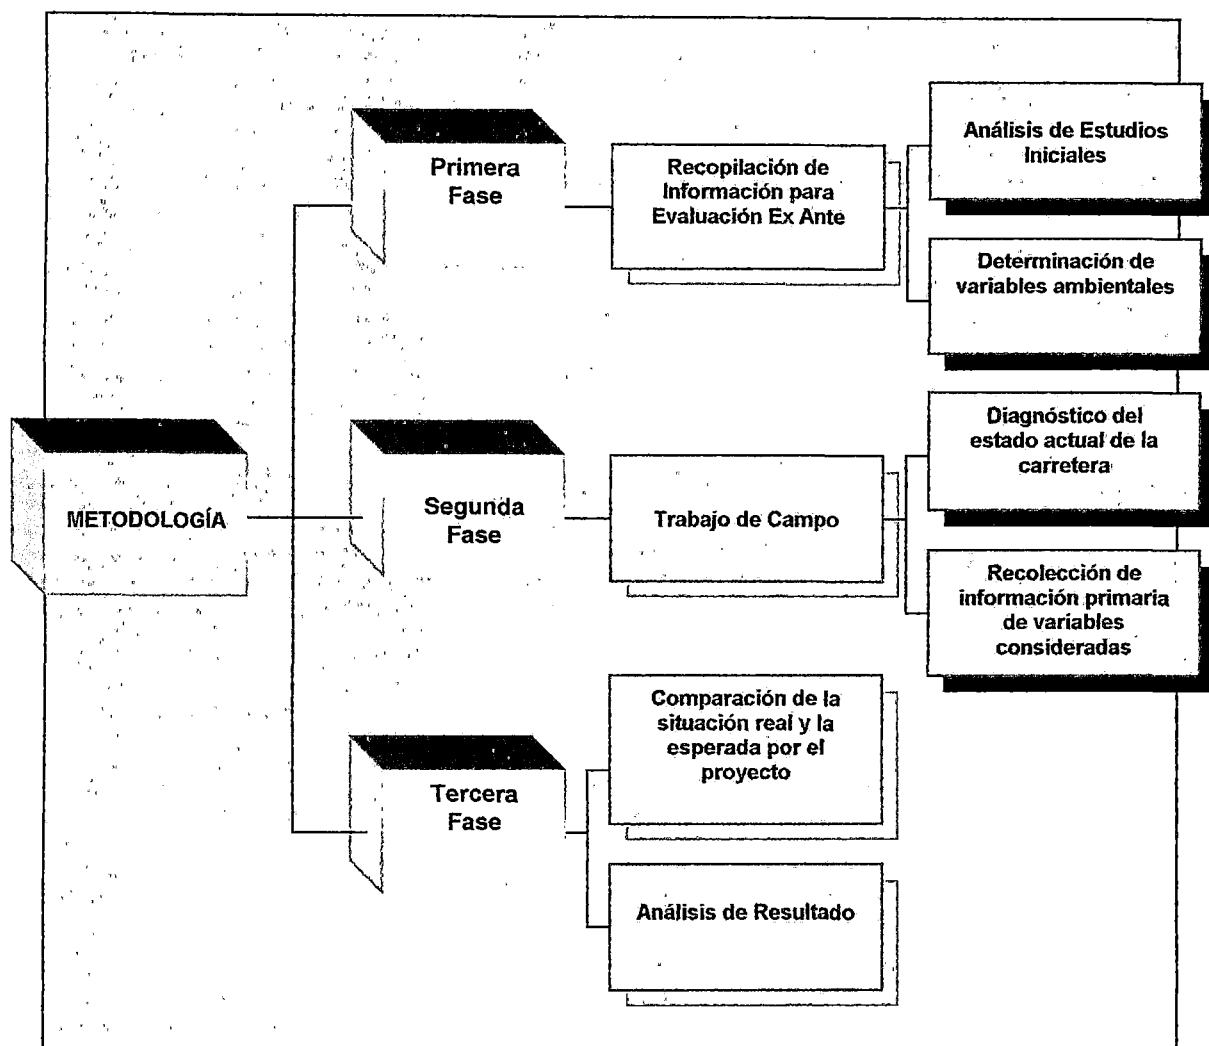 METODOLOGÍA
Primera
Fase
Recopilación de
Información para
Evaluación Ex Ante
Análisis de Estudios
Iniciales
Determinación de
variables ambientales
Segunda
Fase
Trabajo de Campo
Diagnóstico del
estado actual de la
carretera
Recolección de
información primaria
de variables
consideradas
Tercera
Fase
Comparación de la
situación real y la
esperada por el
proyecto
Análisis de Resultado